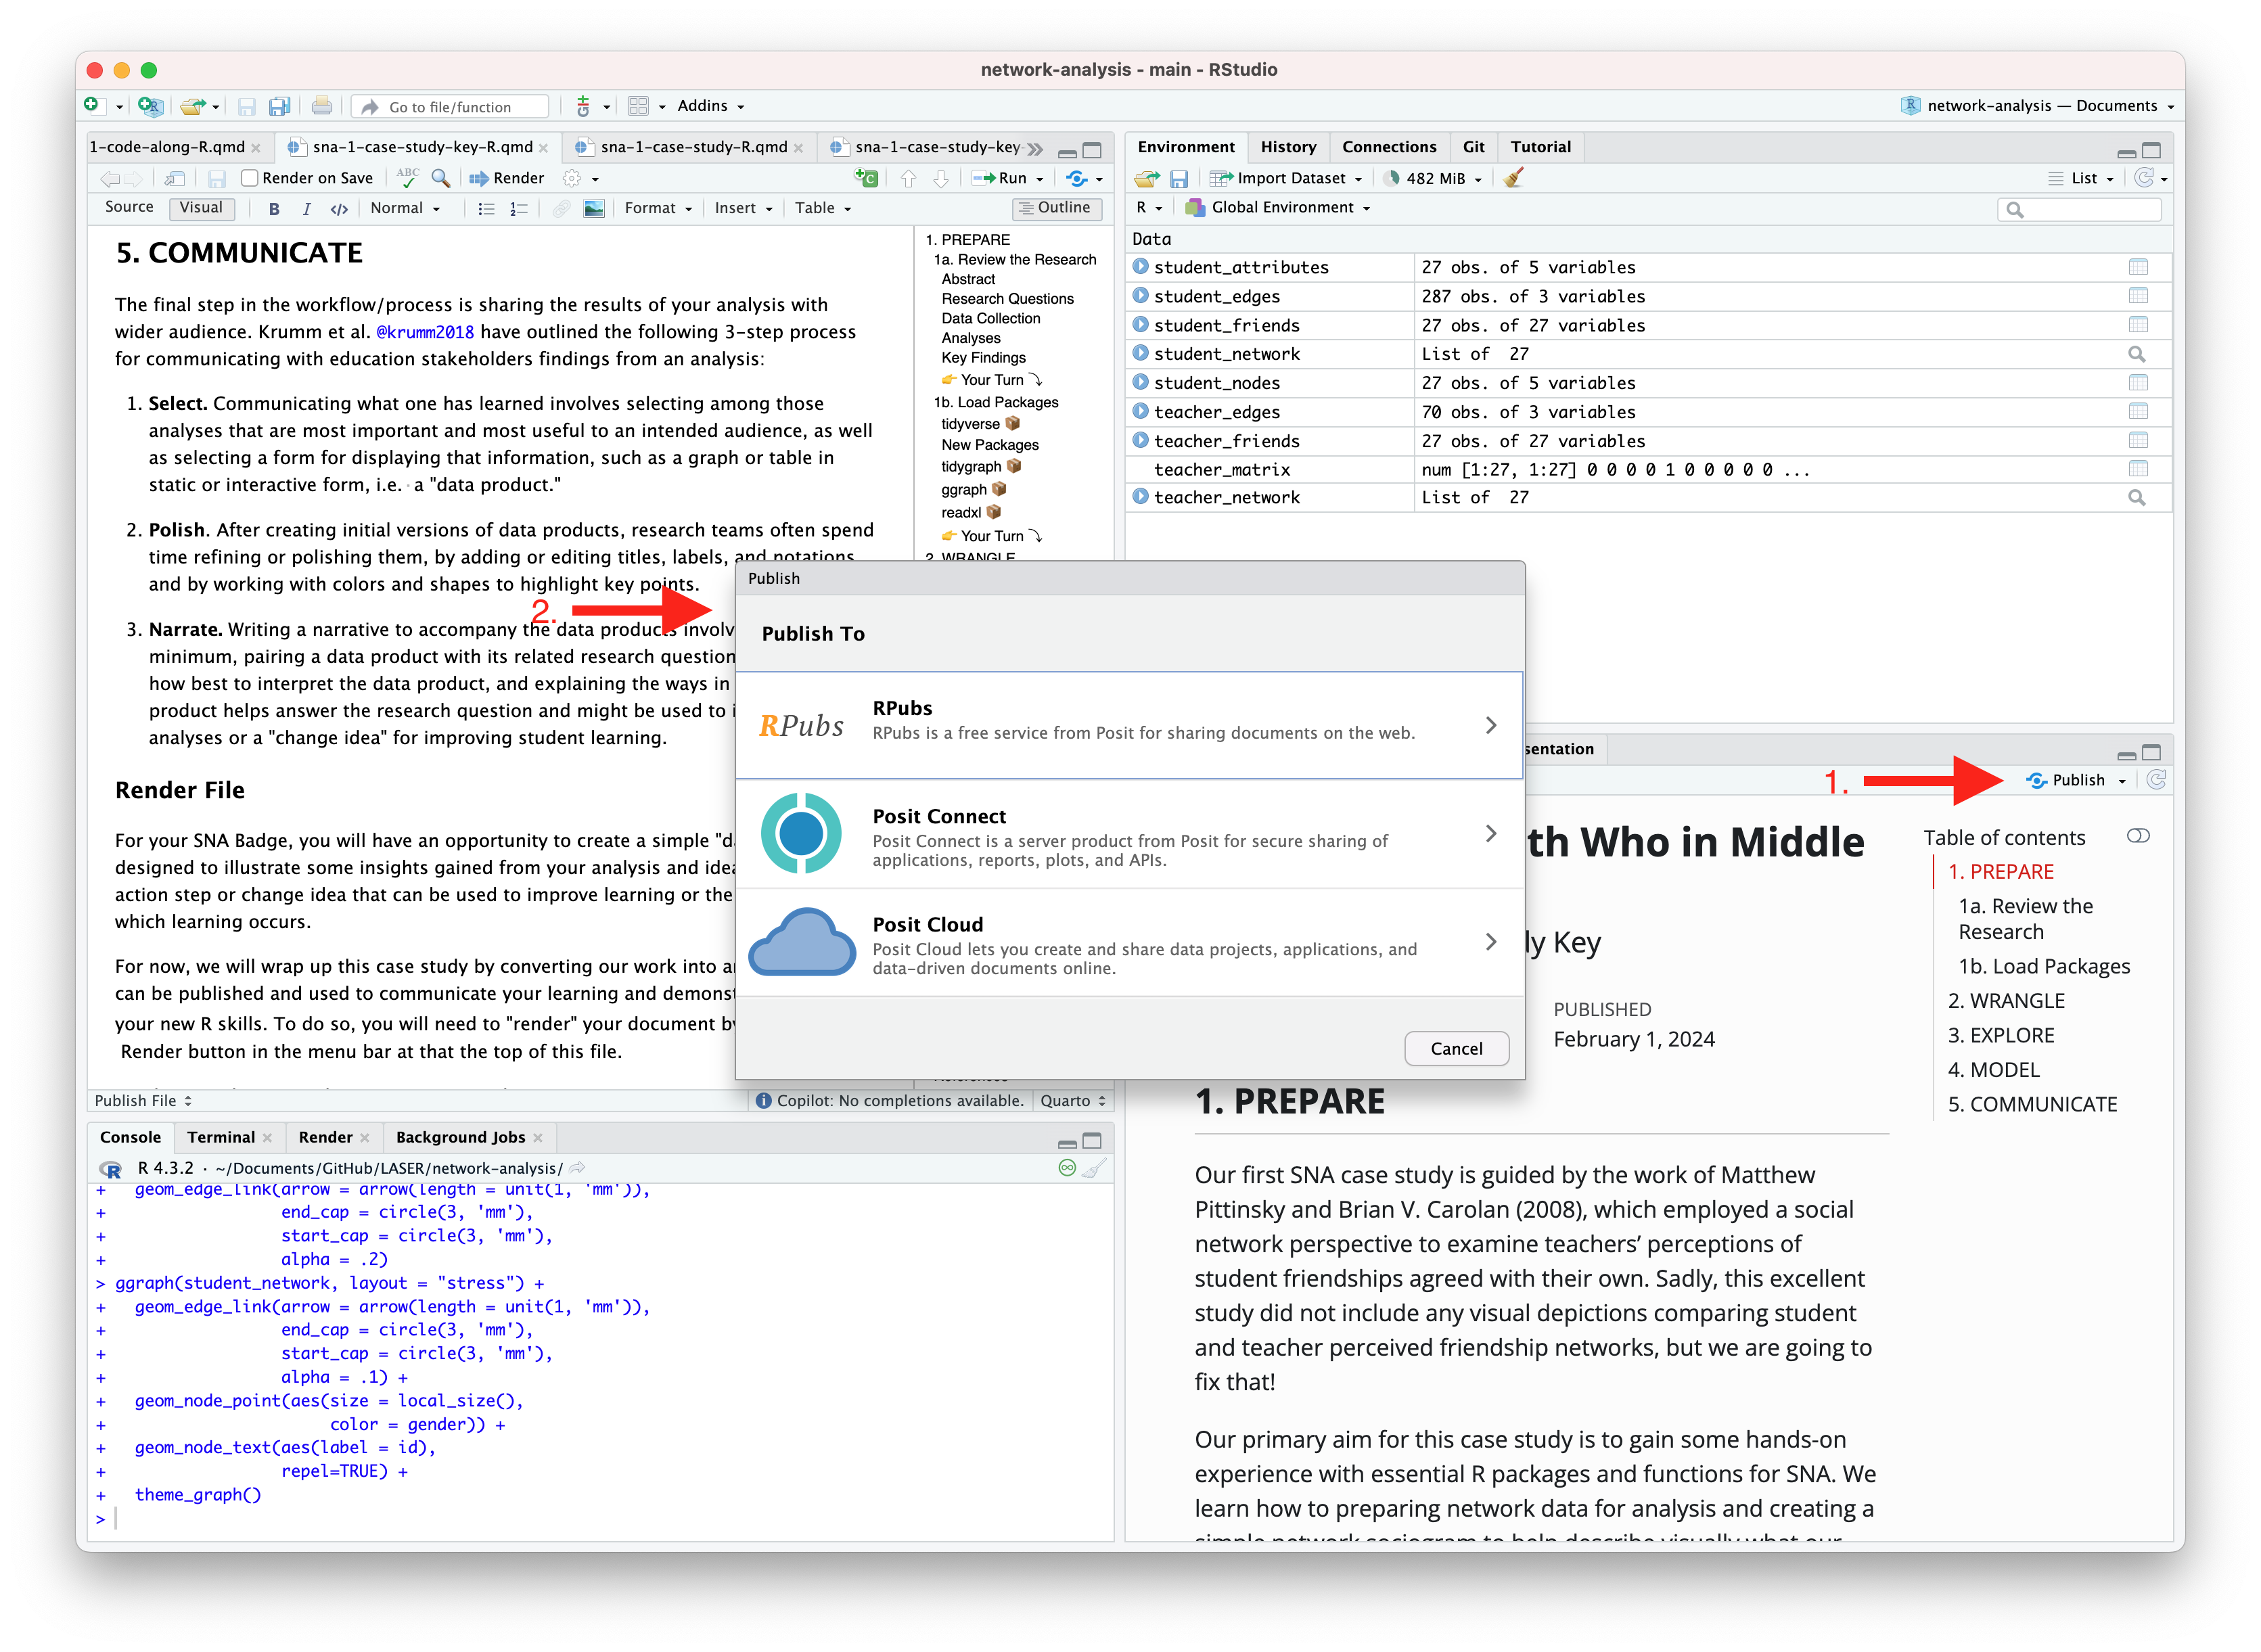 network-analysis - main - RStudio
Go to file/function
Addins
network-analysis — Documents
1-code-along-R.qmd
sna-1-case-study-key-R.qmd
sna-1-case-study-R.qmd
sna-1-case-study-key
Render on Save
ABC
Render
Run
Source
Visual
B
I
</>
Normal
Format
Insert
Table
Outline
5. COMMUNICATE
The final step in the workflow/process is sharing the results of your analysis with
wider audience. Krumm et al. @krumm2018 have outlined the following 3-step process
for communicating with education stakeholders findings from an analysis:
1. Select. Communicating what one has learned involves selecting among those
analyses that are most important and most useful to an intended audience, as well
as selecting a form for displaying that information, such as a graph or table in
static or interactive form, i.e. a "data product."
2. Polish. After creating initial versions of data products, research teams often spend
time refining or polishing them, by adding or editing titles, labels, and notations
and by working with colors and shapes to highlight key points.
3. Narrate. Writing a narrative to accompany the data products involv
minimum, pairing a data product with its related research question
how best to interpret the data product, and explaining the ways in
product helps answer the research question and might be used to i
analyses or a "change idea" for improving student learning.
Render File
For your SNA Badge, you will have an opportunity to create a simple "d
designed to illustrate some insights gained from your analysis and idea
action step or change idea that can be used to improve learning or the
which learning occurs.
For now, we will wrap up this case study by converting our work into a
can be published and used to communicate your learning and demons
your new R skills. To do so, you will need to "render" your document b
Render button in the menu bar at that the top of this file.
1. PREPARE
1a. Review the Research
Abstract
Research Questions
Data Collection
Analyses
Key Findings
👉 Your Turn ⤵
1b. Load Packages
tidyverse 📦
New Packages
tidygraph 📦
ggraph 📦
readxl 📦
👉 Your Turn ⤵
2. WRANGLE
Publish File
Copilot: No completions available.
Quarto
Console
Terminal
Render
Background Jobs
R 4.3.2 · ~/Documents/GitHub/LASER/network-analysis/
+ geom_edge_link(arrow = arrow(length = unit(1, 'mm')),
+ end_cap = circle(3, 'mm'),
+ start_cap = circle(3, 'mm'),
+ alpha = .2)
> ggraph(student_network, layout = "stress") +
+ geom_edge_link(arrow = arrow(length = unit(1, 'mm')),
+ end_cap = circle(3, 'mm'),
+ start_cap = circle(3, 'mm'),
+ alpha = .1) +
+ geom_node_point(aes(size = local_size(),
+ color = gender)) +
+ geom_node_text(aes(label = id),
+ repel=TRUE) +
+ theme_graph()
>
Environment
History
Connections
Git
Tutorial
Import Dataset
482 MiB
List
R
Global Environment
Data
student_attributes 27 obs. of 5 variables
student_edges 287 obs. of 3 variables
student_friends 27 obs. of 27 variables
student_network List of 27
student_nodes 27 obs. of 5 variables
teacher_edges 70 obs. of 3 variables
teacher_friends 27 obs. of 27 variables
teacher_matrix num [1:27, 1:27] 0 0 0 0 1 0 0 0 0 0 ...
teacher_network List of 27
2.
Publish
Publish To
RPubs
RPubs
RPubs is a free service from Posit for sharing documents on the web.
Posit Connect
Posit Connect is a server product from Posit for secure sharing of
applications, reports, plots, and APIs.
Posit Cloud
Posit Cloud lets you create and share data projects, applications, and
data-driven documents online.
Cancel
sentation
1.
Publish
th Who in Middle
ly Key
PUBLISHED
February 1, 2024
Table of contents
1. PREPARE
1a. Review the
Research
1b. Load Packages
2. WRANGLE
3. EXPLORE
4. MODEL
5. COMMUNICATE
1. PREPARE
Our first SNA case study is guided by the work of Matthew
Pittinsky and Brian V. Carolan (2008), which employed a social
network perspective to examine teachers’ perceptions of
student friendships agreed with their own. Sadly, this excellent
study did not include any visual depictions comparing student
and teacher perceived friendship networks, but we are going to
fix that!
Our primary aim for this case study is to gain some hands-on
experience with essential R packages and functions for SNA. We
learn how to preparing network data for analysis and creating a
simple network sociogram to help describe visually what our